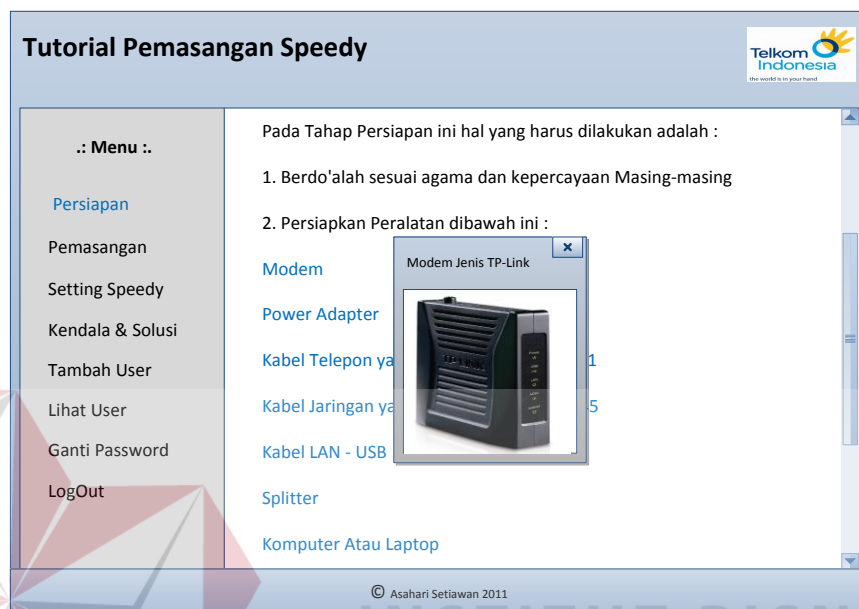 Tutorial Pemasangan Speedy
Telkom
Indonesia
the world is in your hand
.: Menu :.
Persiapan
Pemasangan
Setting Speedy
Kendala & Solusi
Tambah User
Lihat User
Ganti Password
LogOut
Pada Tahap Persiapan ini hal yang harus dilakukan adalah :
1. Berdo'alah sesuai agama dan kepercayaan Masing-masing
2. Persiapkan Peralatan dibawah ini :
Modem
Power Adapter
Kabel Telepon ya
1
Kabel Jaringan ya
5
Kabel LAN - USB
Splitter
Komputer Atau Laptop
Modem Jenis TP-Link
TP-LINK
© Asahari Setiawan 2011